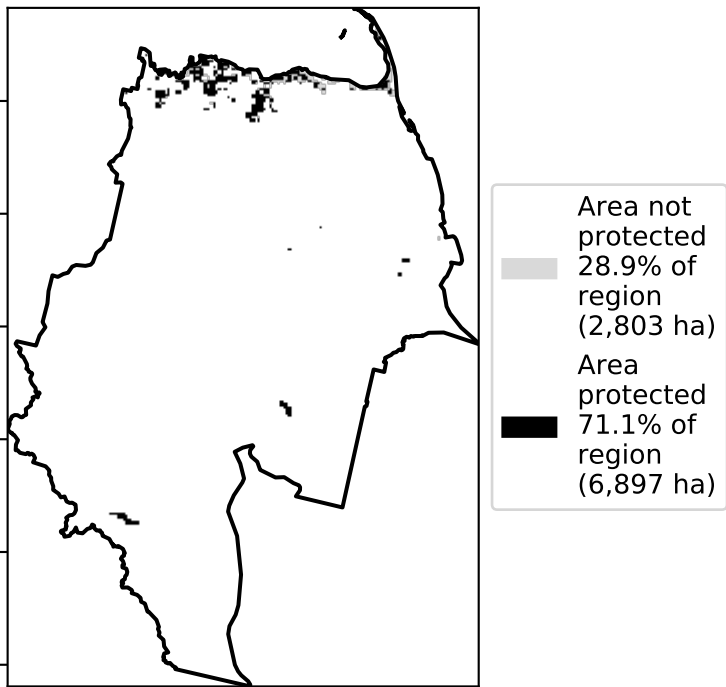 Area not
protected
28.9% of
region
(2,803 ha)
Area
protected
71.1% of
region
(6,897 ha)